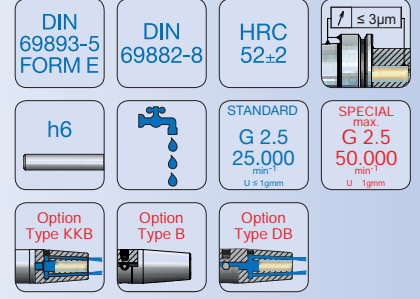 DIN
69893-5
FORM E
DIN
69882-8
HRC
52±2
≤ 3µm
h6
STANDARD
G 2.5
25.000
min⁻¹
U ≤ 1gmm
SPECIAL
max.
G 2.5
50.000
min⁻¹
U 1gmm
Option
Type KKB
Option
Type B
Option
Type DB